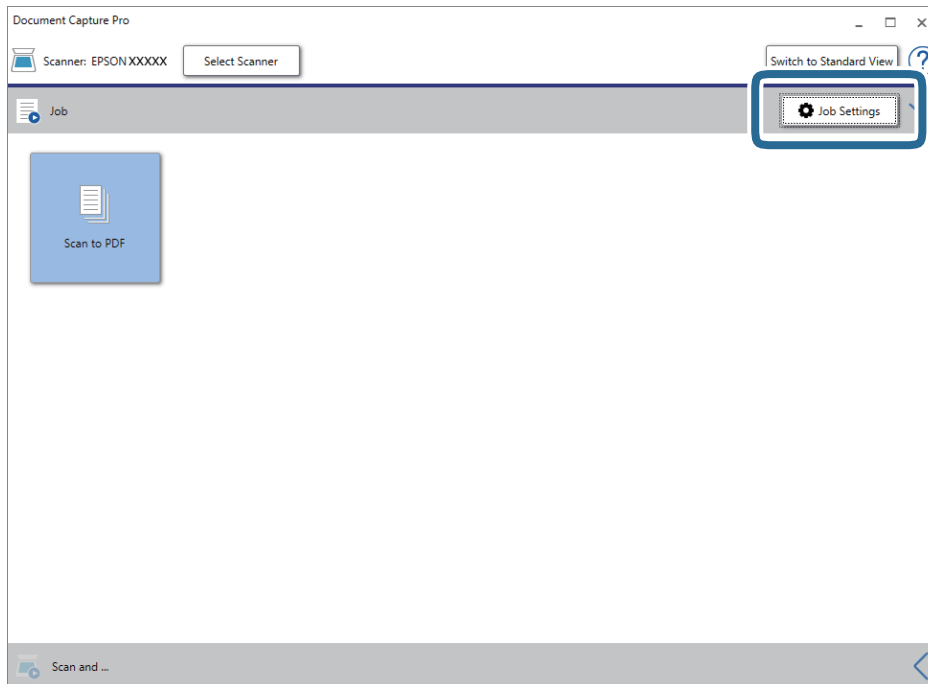 Document Capture Pro
Scanner: EPSON XXXXX Select Scanner Switch to Standard View ?
Job Job Settings
Scan to PDF
Scan and ...